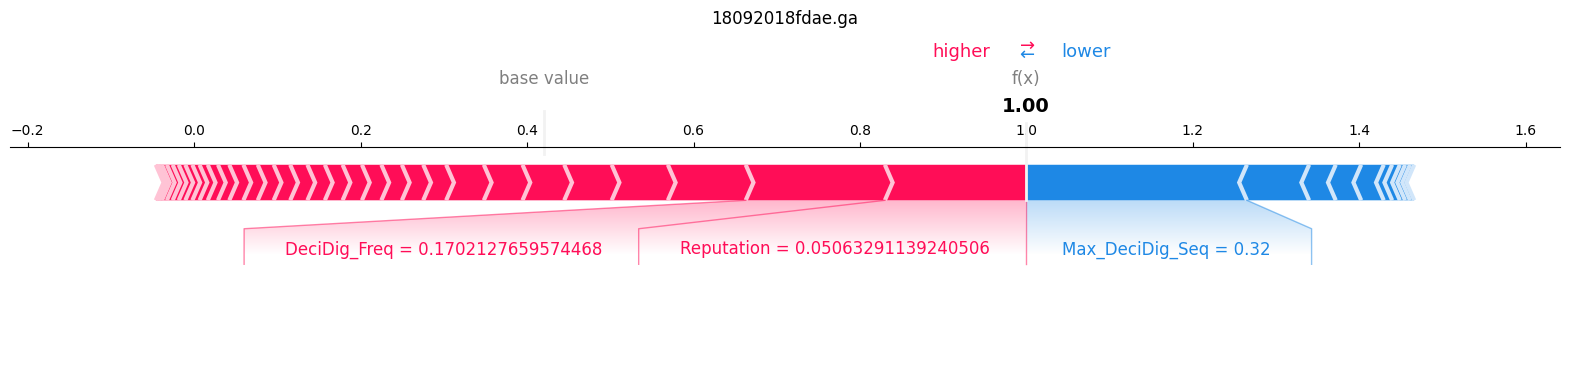 18092018fdae.ga
higher ⇄ lower
base value f(x)
1.00
−0.2 0.0 0.2 0.4 0.6 0.8 1.0 1.2 1.4 1.6
DeciDig_Freq = 0.1702127659574468 Reputation = 0.05063291139240506 Max_DeciDig_Seq = 0.32